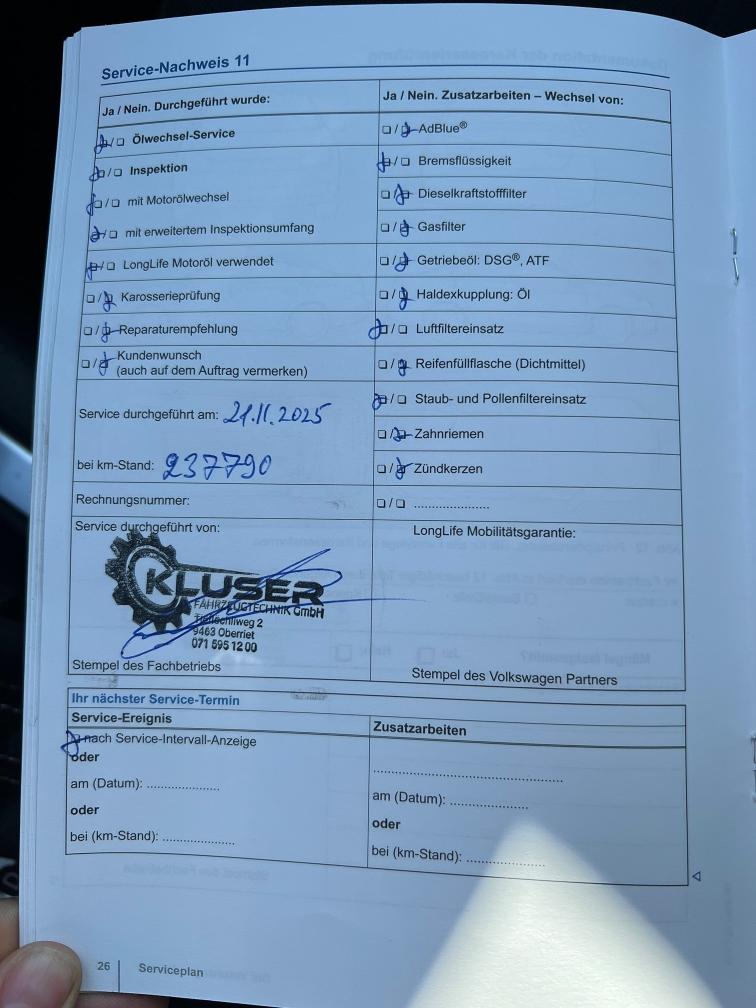 Service-Nachweis 11
Ja / Nein. Durchgeführt wurde:
Ölwechsel-Service
Inspektion
mit Motorölwechsel
mit erweitertem Inspektionsumfang
LongLife Motoröl verwendet
Karosserieprüfung
Reparaturempfehlung
Kundenwunsch
(auch auf dem Auftrag vermerken)
Service durchgeführt am: 21.11.2025
bei km-Stand: 237790
Rechnungsnummer:
Service durchgeführt von:
KLUSER
FAHRZEUGTECHNIK GmbH
9463 Oberriet
071 595 12 00
Stempel des Fachbetriebs
Ja / Nein. Zusatzarbeiten – Wechsel von:
AdBlue®
Bremsflüssigkeit
Dieselkraftstofffilter
Gasfilter
Getriebeöl: DSG®, ATF
Haldexkupplung: Öl
Luftfiltereinsatz
Reifenfüllflasche (Dichtmittel)
Staub- und Pollenfiltereinsatz
Zahnriemen
Zündkerzen
LongLife Mobilitätsgarantie:
Stempel des Volkswagen Partners
Ihr nächster Service-Termin
Service-Ereignis
nach Service-Intervall-Anzeige
oder
am (Datum): ....................
oder
bei (km-Stand): ....................
Zusatzarbeiten
am (Datum): ....................
oder
bei (km-Stand): ....................
26
Serviceplan